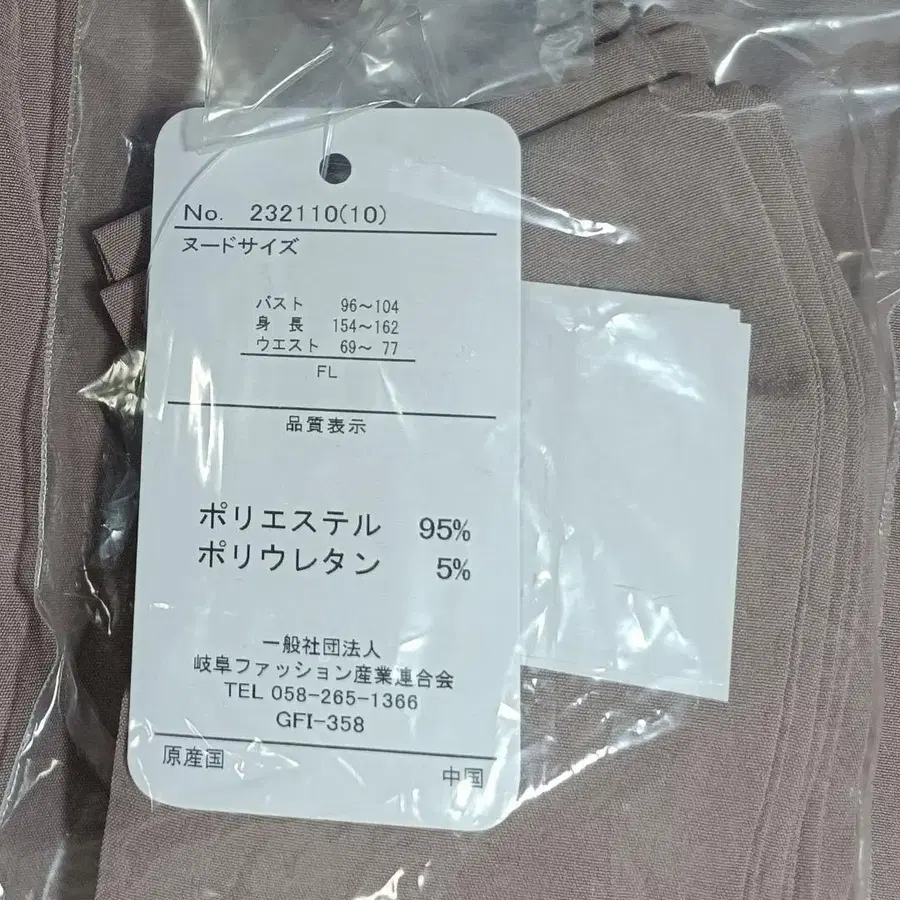 No. 232110(10)
ヌードサイズ
バスト 96～104
身 長 154～162
ウエスト 69～ 77
FL
品質表示
ポリエステル 95%
ポリウレタン 5%
一般社団法人
岐阜ファッション産業連合会
TEL 058-265-1366
GFI-358
原産国
中国